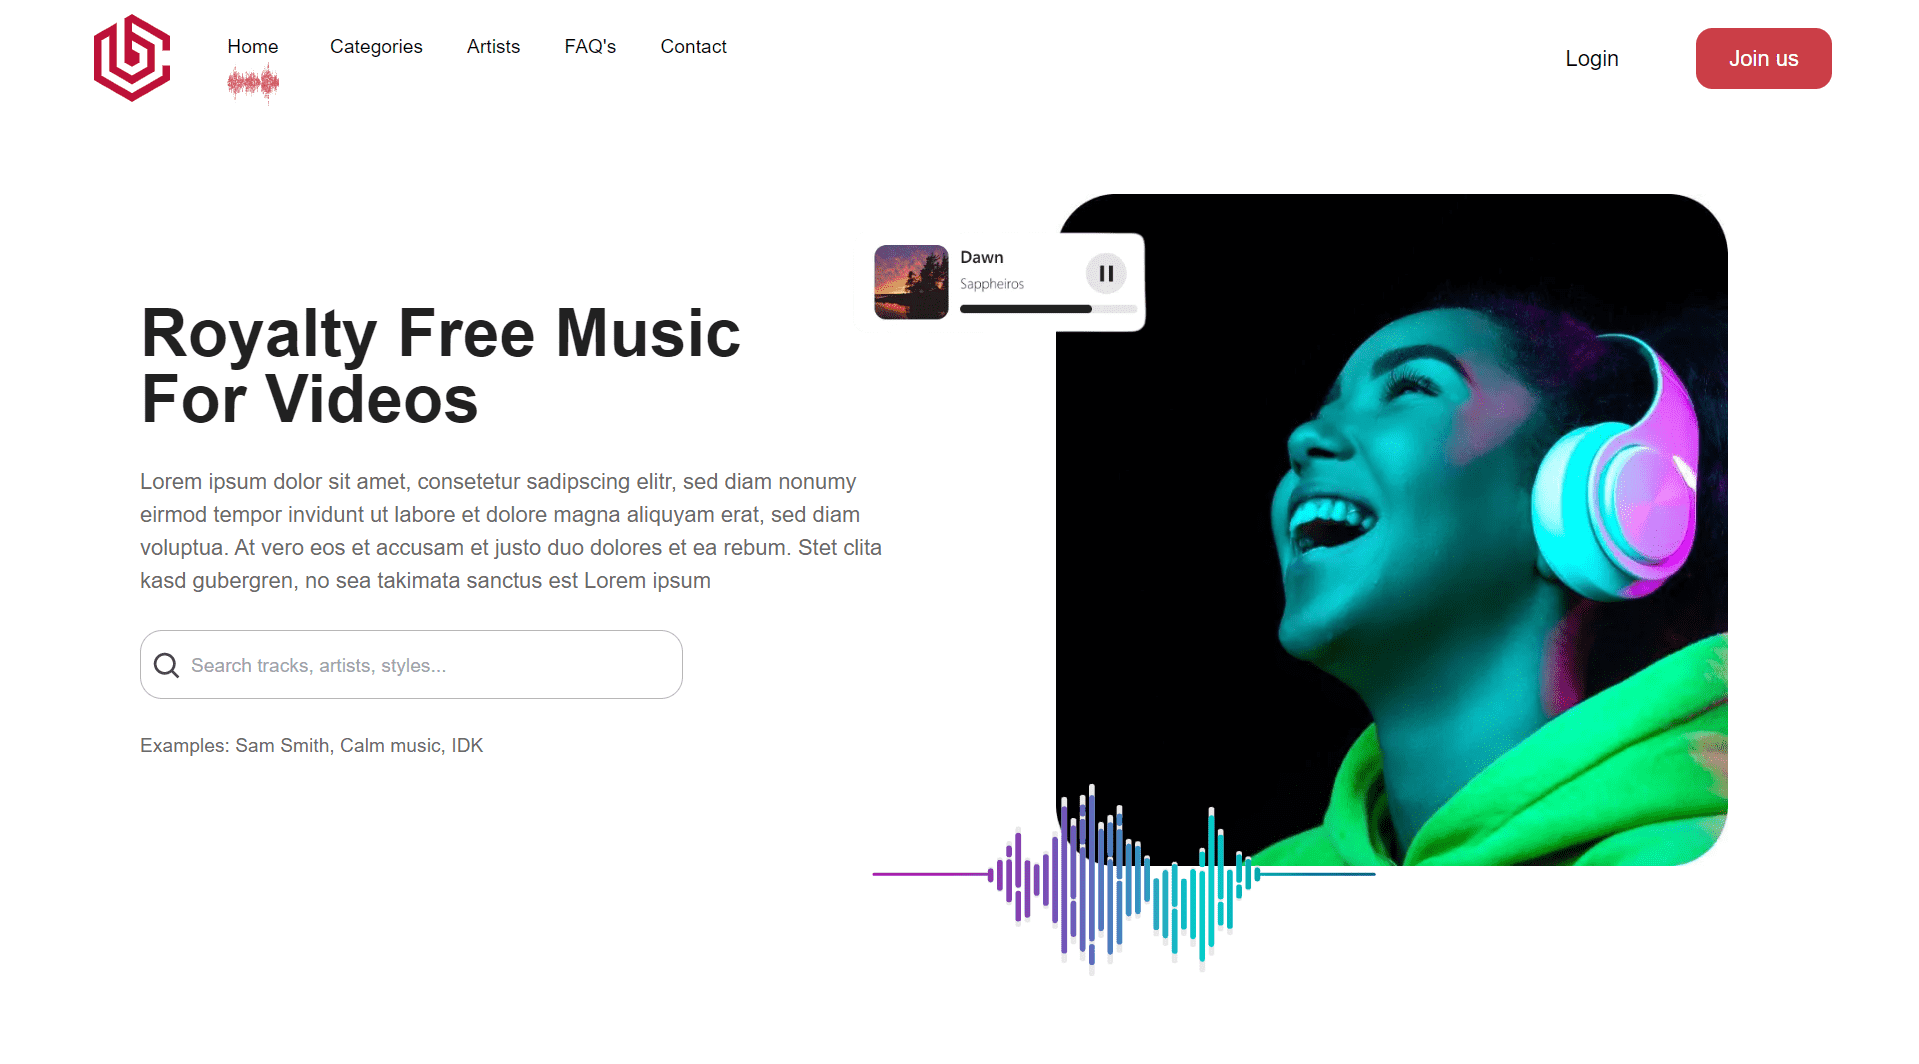 Home
Categories
Artists
FAQ's
Contact
Login
Join us
Dawn
Sappheiros
Royalty Free Music
For Videos
Lorem ipsum dolor sit amet, consetetur sadipscing elitr, sed diam nonumy
eirmod tempor invidunt ut labore et dolore magna aliquyam erat, sed diam
voluptua. At vero eos et accusam et justo duo dolores et ea rebum. Stet clita
kasd gubergren, no sea takimata sanctus est Lorem ipsum
Search tracks, artists, styles...
Examples: Sam Smith, Calm music, IDK